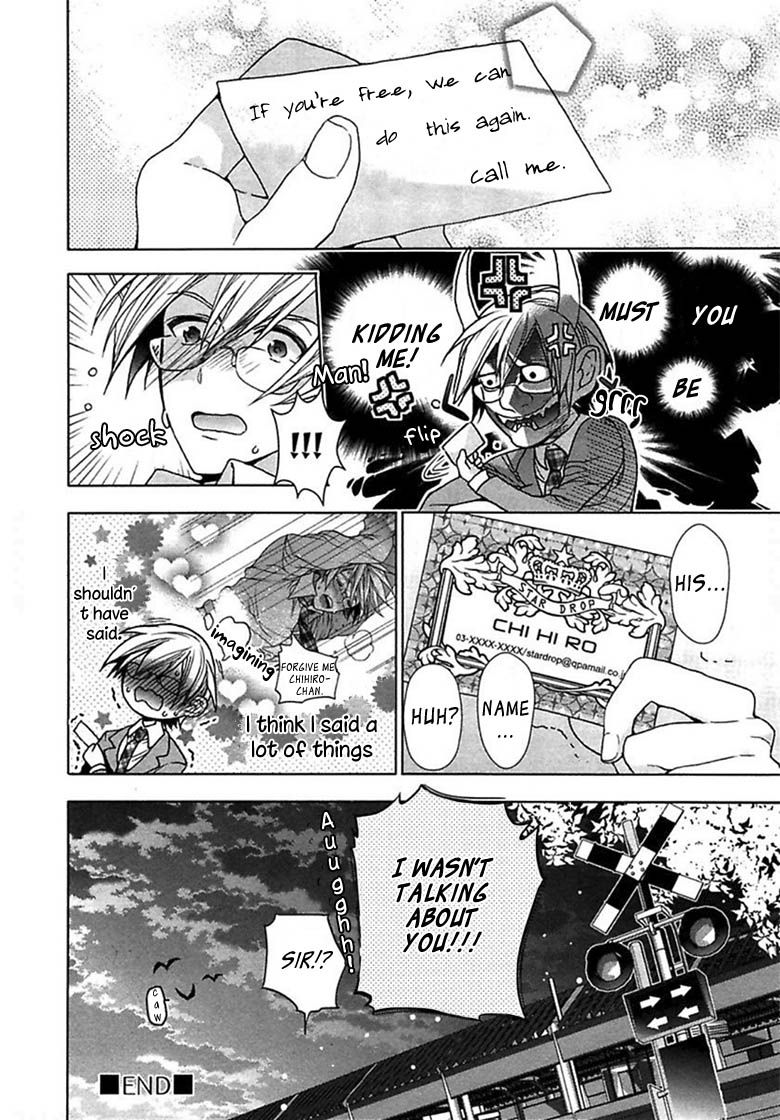 If you're free, we can
do this again.
call me.
MUST YOU
BE
KIDDING
ME!
grrr
flip
Man!
!!!
shock
HIS...
STAR DROP
CHI HI RO
03-XXXX-XXXX/stardrop@qpamail.co.j
NAME
...
HUH?
FORGIVE ME
CHIHIRO-
CHAN.
imagining
I
shouldn'
t have
said.
I think I said a
lot of things
I WASN'T
TALKING
ABOUT
YOU!!!
Auugghh!
SIR!?
caw
■END■